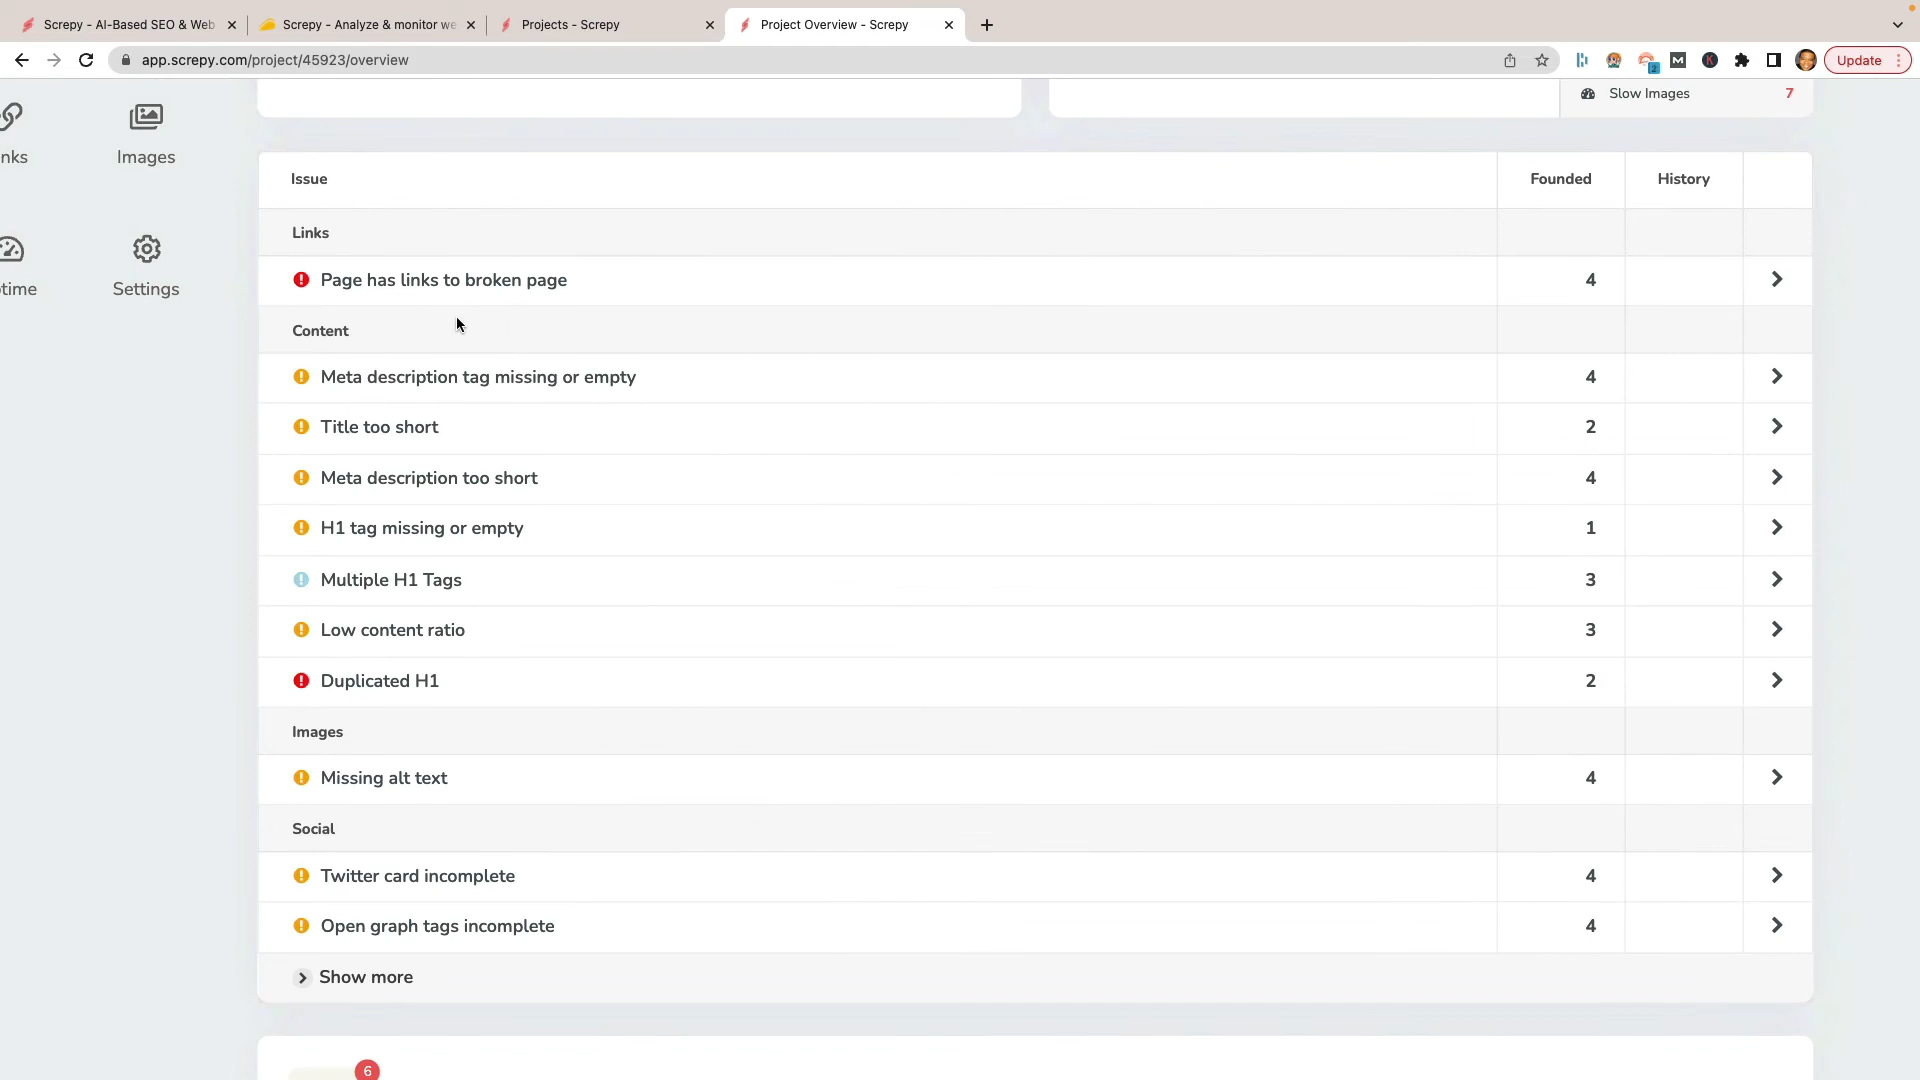 Screpy - AI-Based SEO & Web
Screpy - Analyze & monitor we
Projects - Screpy
Project Overview - Screpy
app.screpy.com/project/45923/overview
2
M
Update
Slow Images 7
nks
Images
time
Settings
Issue Founded History
Links
Page has links to broken page 4
Content
Meta description tag missing or empty 4
Title too short 2
Meta description too short 4
H1 tag missing or empty 1
Multiple H1 Tags 3
Low content ratio 3
Duplicated H1 2
Images
Missing alt text 4
Social
Twitter card incomplete 4
Open graph tags incomplete 4
Show more
6